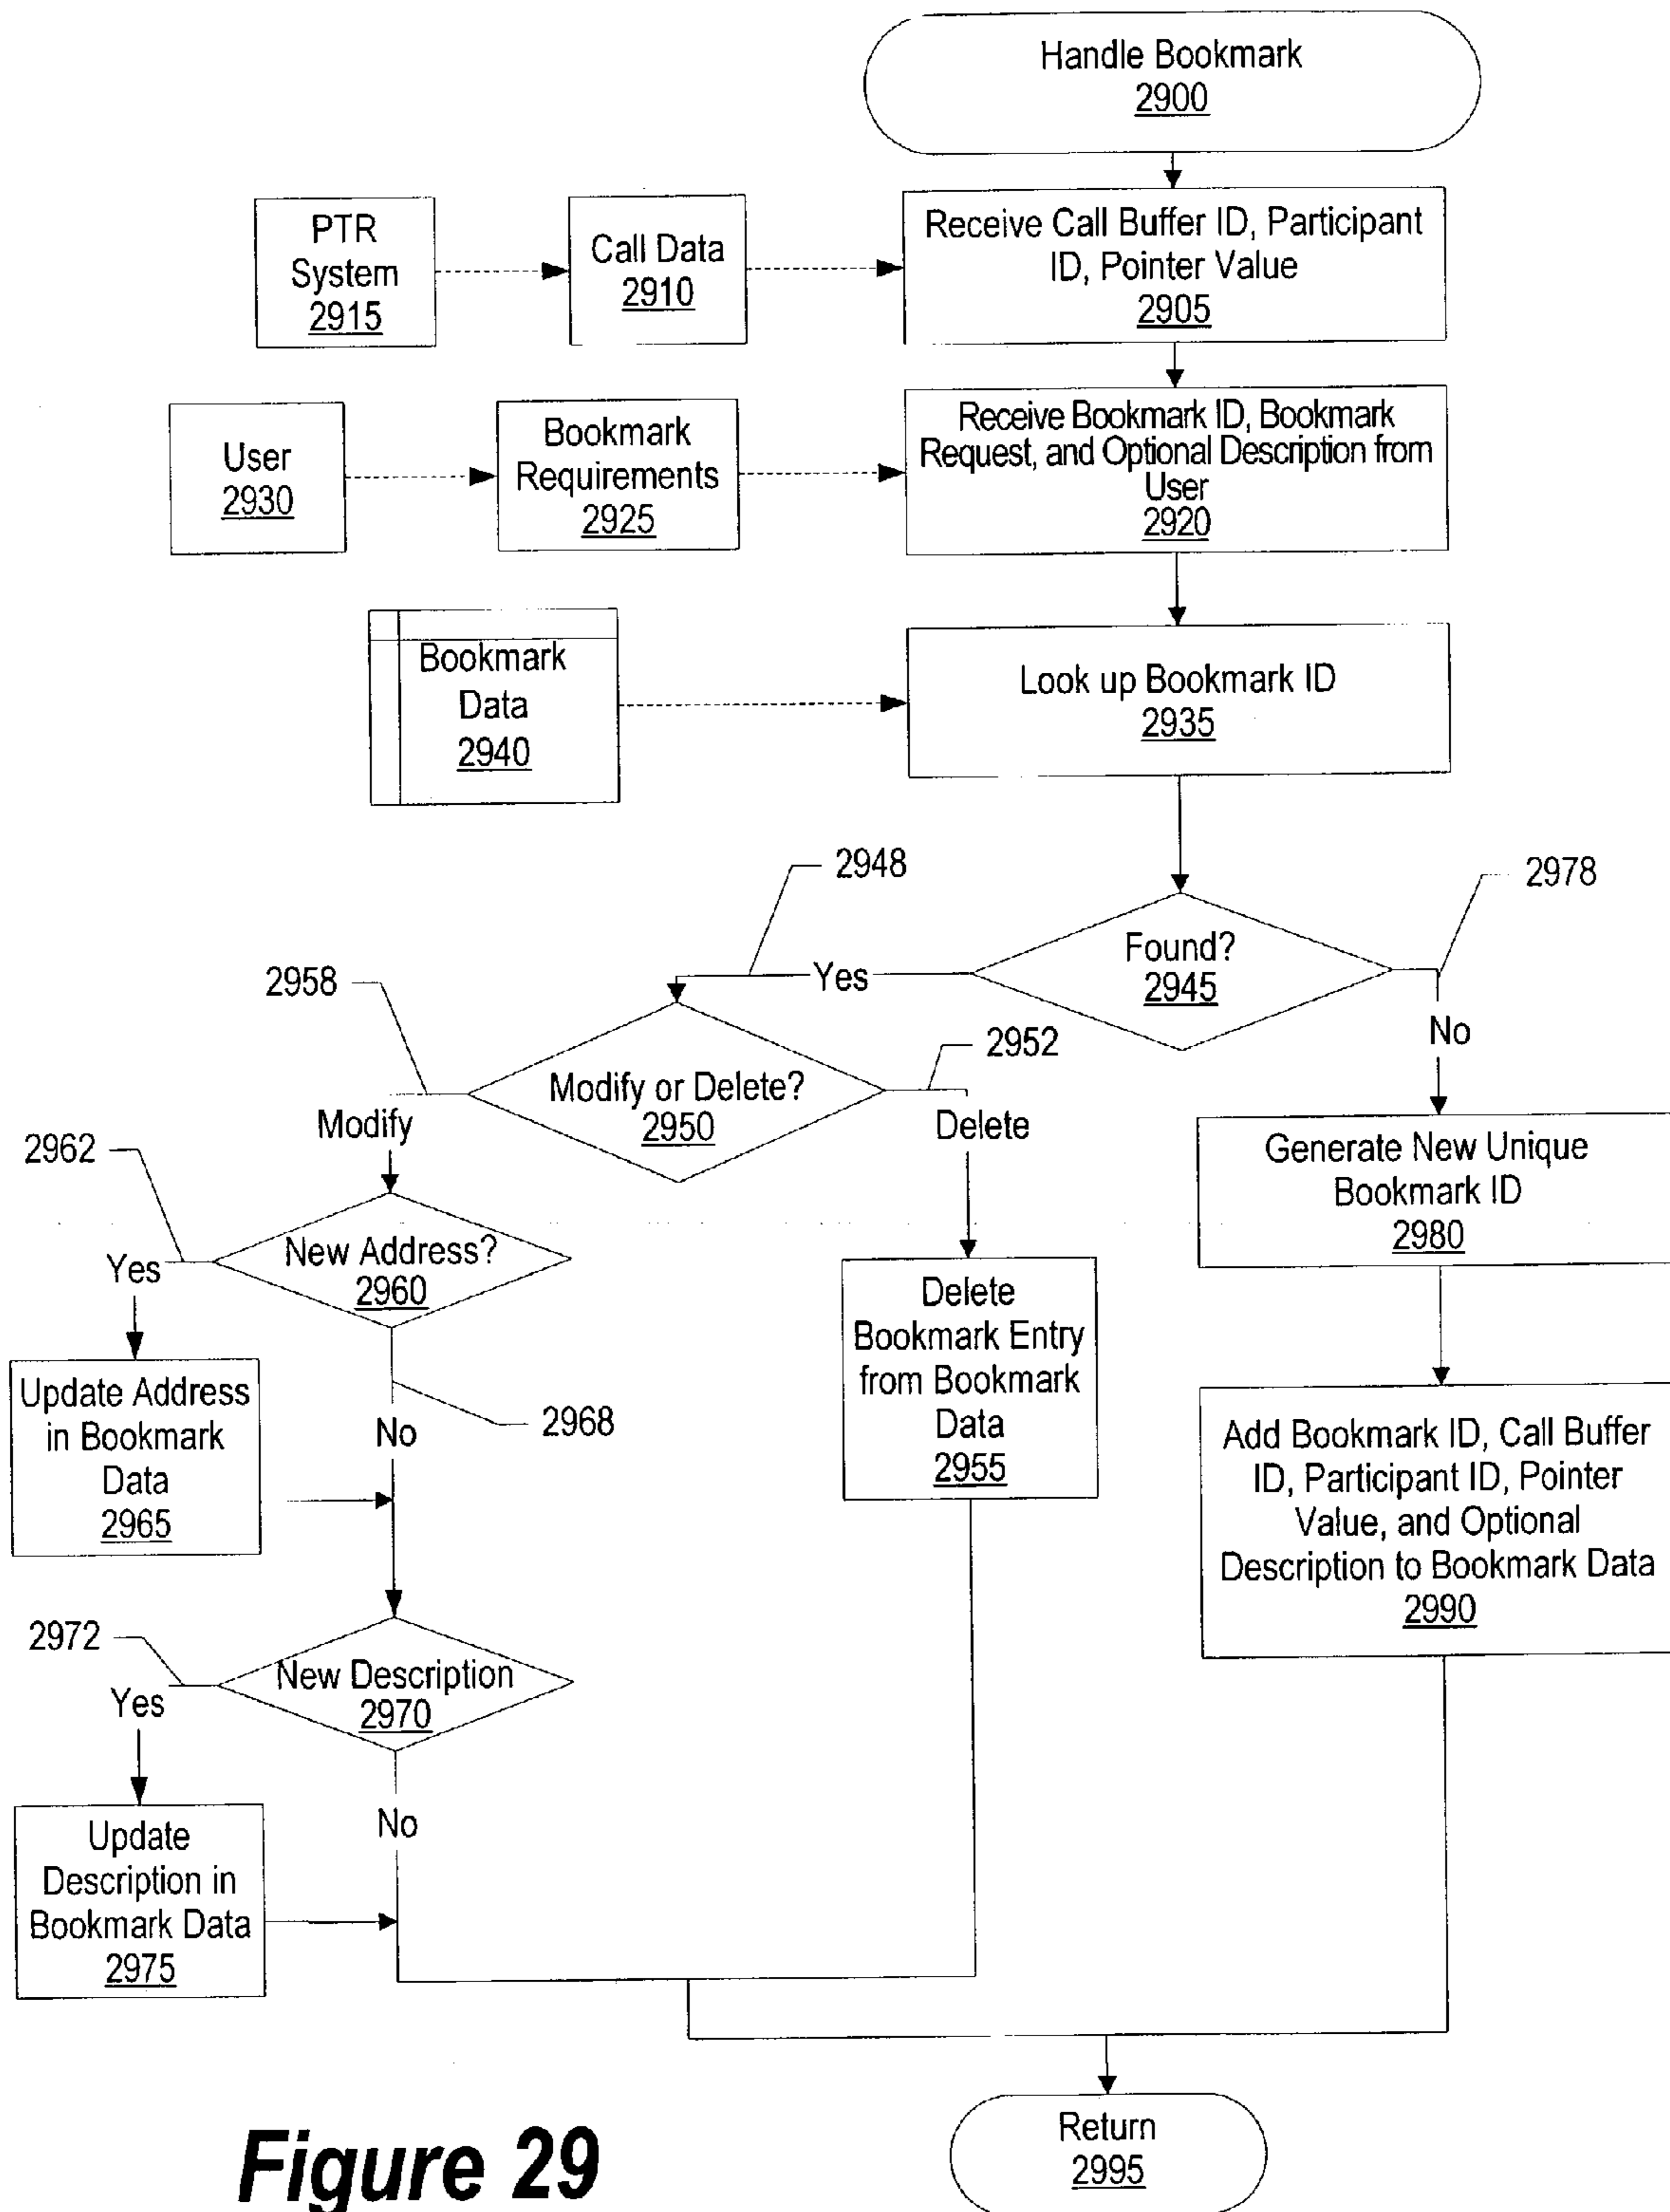 Handle Bookmark
2900
PTR
System
2915
Call Data
2910
Receive Call Buffer ID, Participant
ID, Pointer Value
2905
User
2930
Bookmark
Requirements
2925
Receive Bookmark ID, Bookmark
Request, and Optional Description from
User
2920
Bookmark
Data
2940
Look up Bookmark ID
2935
2948
2978
Found?
2945
Yes
No
2958
2952
Modify or Delete?
2950
Modify
Delete
2962
New Address?
2960
Yes
Generate New Unique
Bookmark ID
2980
Delete
Bookmark Entry
from Bookmark
Data
2955
Update Address
in Bookmark
Data
2965
2968
No
Add Bookmark ID, Call Buffer
ID, Participant ID, Pointer
Value, and Optional
Description to Bookmark Data
2990
2972
New Description
2970
Yes
No
Update
Description in
Bookmark Data
2975
Return
2995
Figure 29